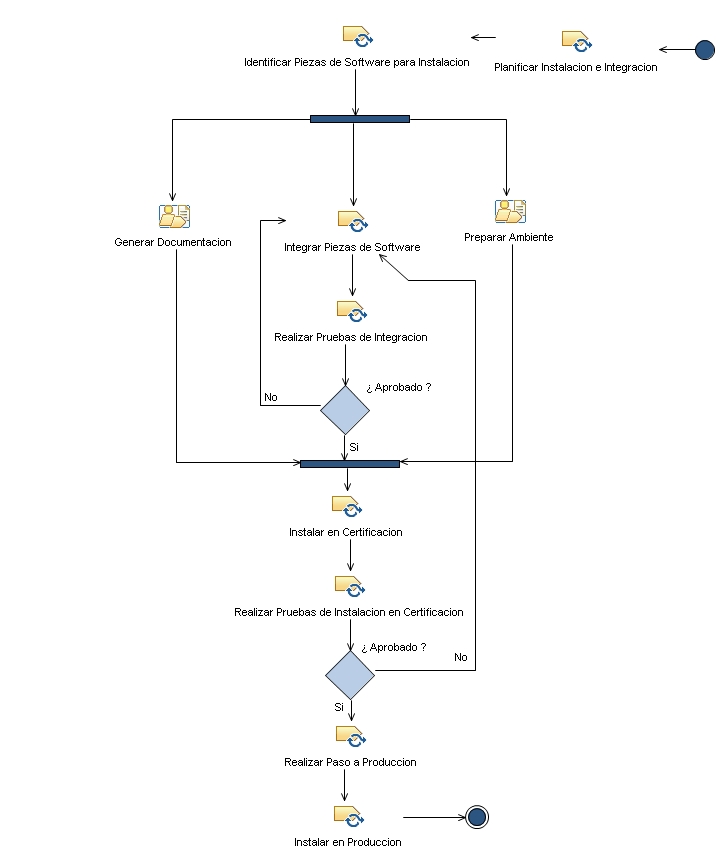 Identificar Piezas de Software para Instalacion
Planificar Instalacion e Integracion
Generar Documentacion
Integrar Piezas de Software
Preparar Ambiente
Realizar Pruebas de Integracion
¿ Aprobado ?
No
Si
Instalar en Certificacion
Realizar Pruebas de Instalacion en Certificacion
¿ Aprobado ?
No
Si
Realizar Paso a Produccion
Instalar en Produccion